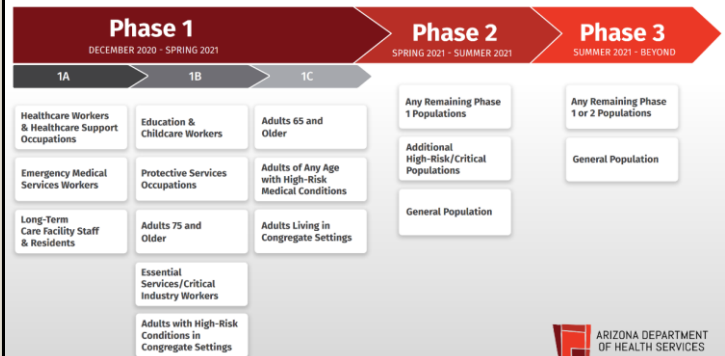 Phase 1
DECEMBER 2020 - SPRING 2021
Phase 2
SPRING 2021 - SUMMER 2021
Phase 3
SUMMER 2021 - BEYOND
1A
1B
1C
Healthcare Workers
& Healthcare Support
Occupations
Emergency Medical
Services Workers
Long-Term
Care Facility Staff
& Residents
Education &
Childcare Workers
Protective Services
Occupations
Adults 75 and
Older
Essential
Services/Critical
Industry Workers
Adults with High-Risk
Conditions in
Congregate Settings
Adults 65 and
Older
Adults of Any Age
with High-Risk
Medical Conditions
Adults Living in
Congregate Settings
Any Remaining Phase
1 Populations
Additional
High-Risk/Critical
Populations
General Population
Any Remaining Phase
1 or 2 Populations
General Population
ARIZONA DEPARTMENT
OF HEALTH SERVICES